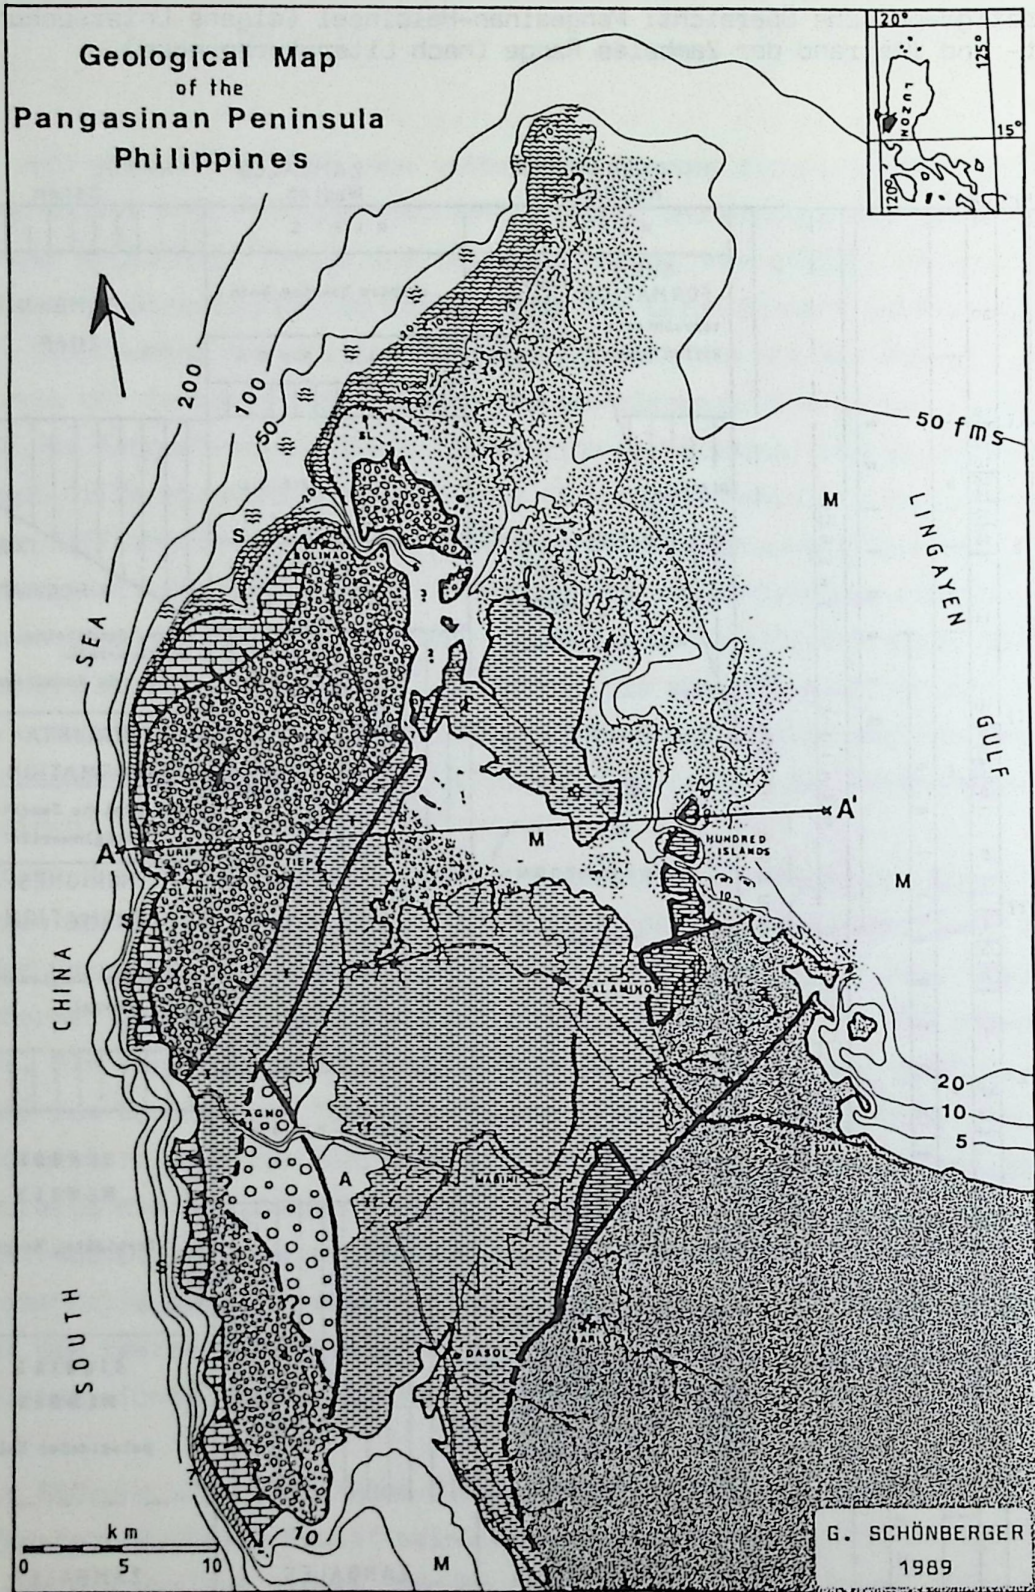 Geological Map
of the
Pangasinan Peninsula
Philippines
20°
125°
LUZON
15°
120°
200
100
50
50 fms
M
LINGAYEN
GULF
S
BOLINAO
?
?
SEA
A
A'
M
HUNDRED
ISLANDS
M
S
ALAMINOS
CHINA
20
10
5
AGNO
SUAL
A
MABINI
S
SOUTH
BARI
DASOL
km
0 5 10
10
M
G. SCHÖNBERGER
1989